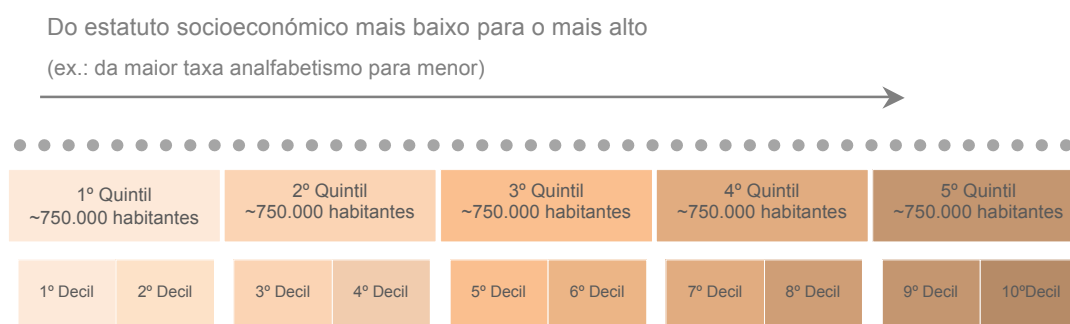 Do estatuto socioeconómico mais baixo para o mais alto
(ex.: da maior taxa analfabetismo para menor)
1º Quintil
~750.000 habitantes
2º Quintil
~750.000 habitantes
3º Quintil
~750.000 habitantes
4º Quintil
~750.000 habitantes
5º Quintil
~750.000 habitantes
1º Decil
2º Decil
3º Decil
4º Decil
5º Decil
6º Decil
7º Decil
8º Decil
9º Decil
10ºDecil